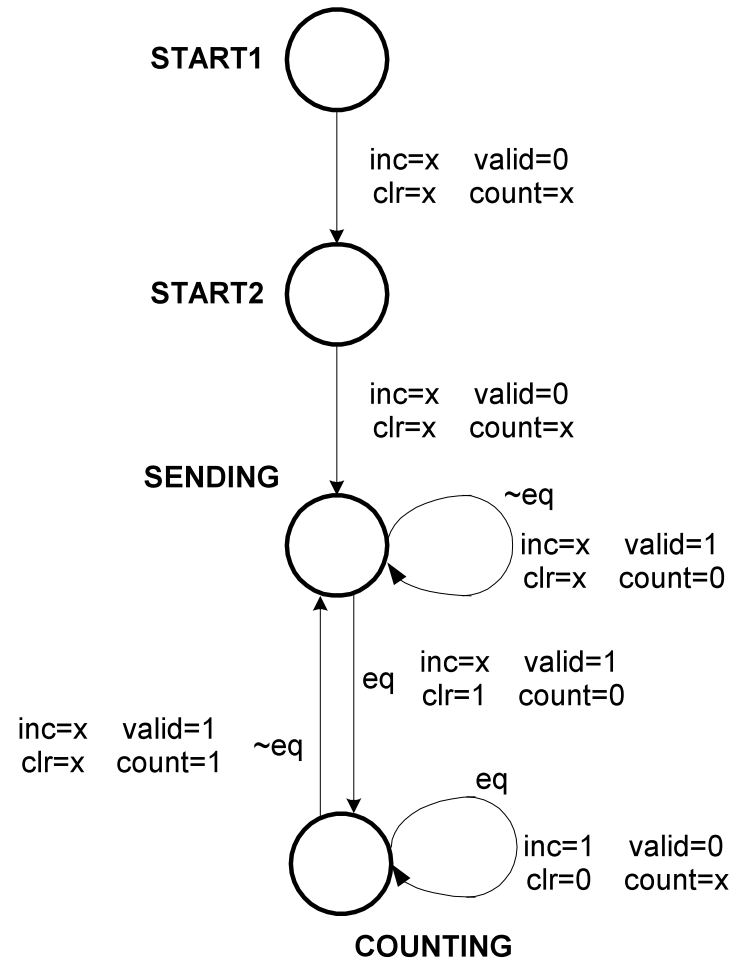 START1
inc=x valid=0
clr=x count=x
START2
inc=x valid=0
clr=x count=x
SENDING
~eq
inc=x valid=1
clr=x count=0
eq
inc=x valid=1
clr=1 count=0
inc=x valid=1
clr=x count=1
~eq
eq
inc=1 valid=0
clr=0 count=x
COUNTING